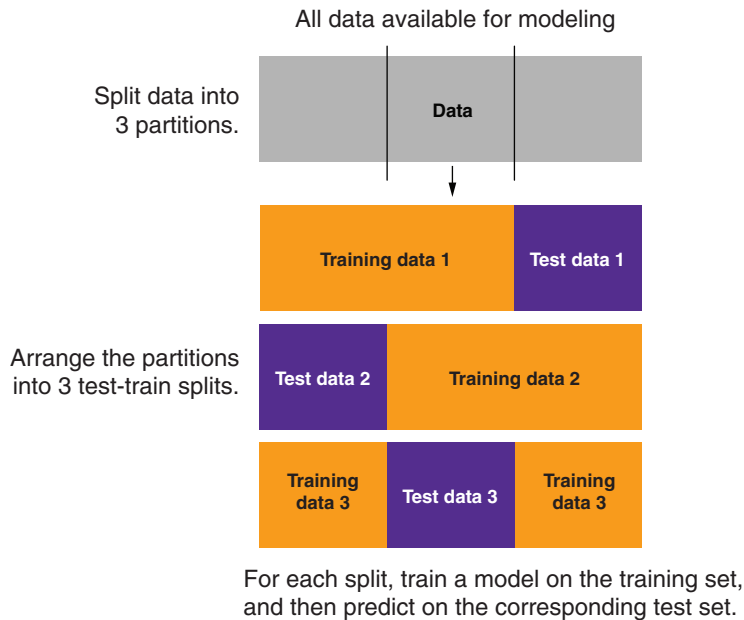 All data available for modeling
Split data into
3 partitions.
Data
Training data 1
Test data 1
Arrange the partitions
into 3 test-train splits.
Test data 2
Training data 2
Training
data 3
Test data 3
Training
data 3
For each split, train a model on the training set,
and then predict on the corresponding test set.